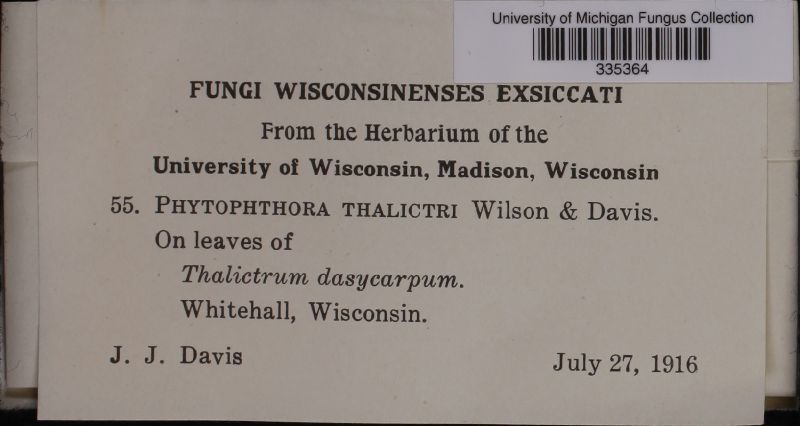 University of Michigan Fungus Collection
335364
FUNGI WISCONSINENSES EXSICCATI
From the Herbarium of the
University of Wisconsin, Madison, Wisconsin
55. PHYTOPHTHORA THALICTRI Wilson & Davis.
On leaves of
Thalictrum dasycarpum.
Whitehall, Wisconsin.
J. J. Davis July 27, 1916